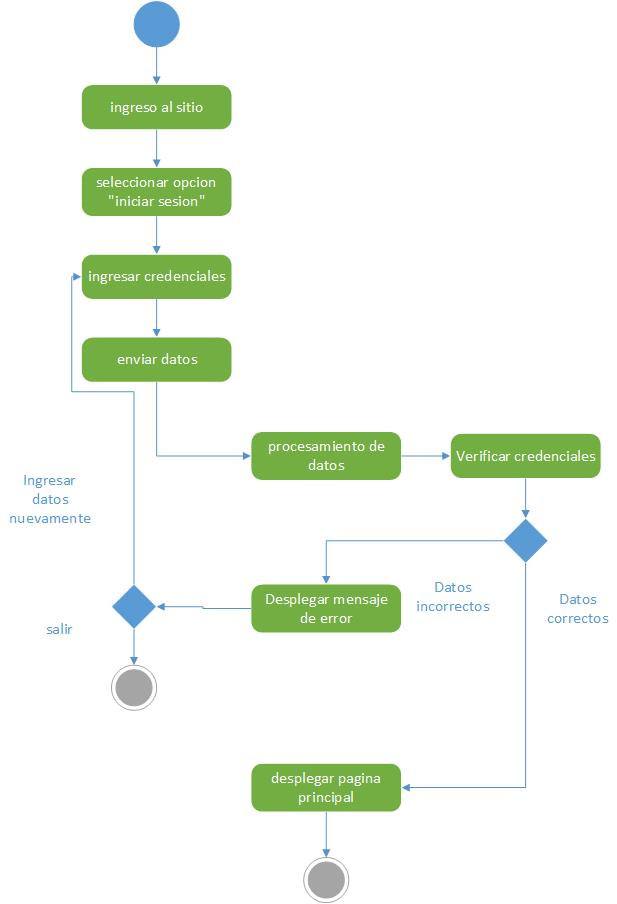 ingreso al sitio
seleccionar opcion
"iniciar sesion"
ingresar credenciales
enviar datos
procesamiento de
datos
Verificar credenciales
Ingresar
datos
nuevamente
Datos
incorrectos
Datos
correctos
Desplegar mensaje
de error
salir
desplegar pagina
principal